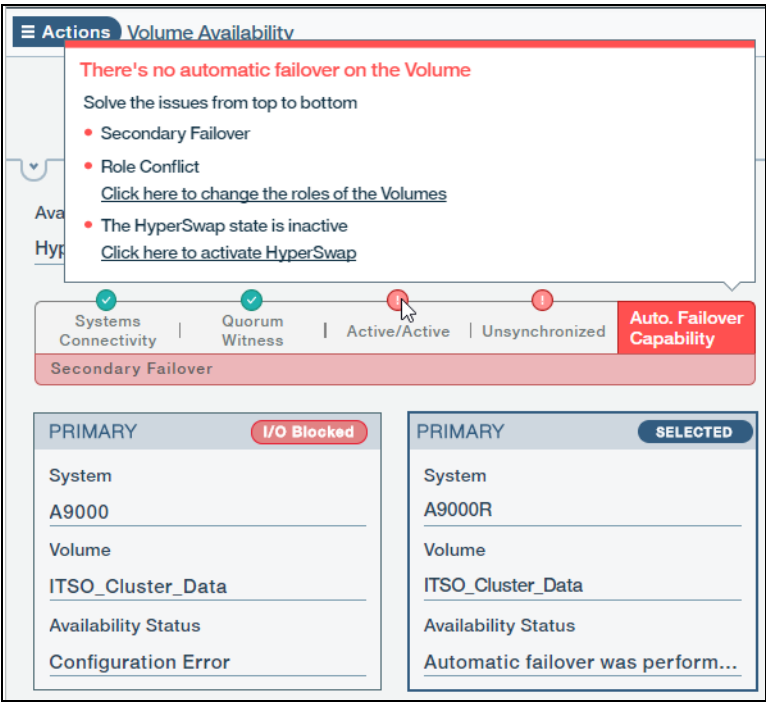 Actions Volume Availability
There's no automatic failover on the Volume
Solve the issues from top to bottom
Secondary Failover
Role Conflict
Click here to change the roles of the Volumes
The HyperSwap state is inactive
Click here to activate HyperSwap
Ava
Hyp
Systems Connectivity
Quorum Witness
Active/Active
Unsynchronized
Auto. Failover Capability
Secondary Failover
PRIMARY I/O Blocked
System
A9000
Volume
ITSO_Cluster_Data
Availability Status
Configuration Error
PRIMARY SELECTED
System
A9000R
Volume
ITSO_Cluster_Data
Availability Status
Automatic failover was perform...